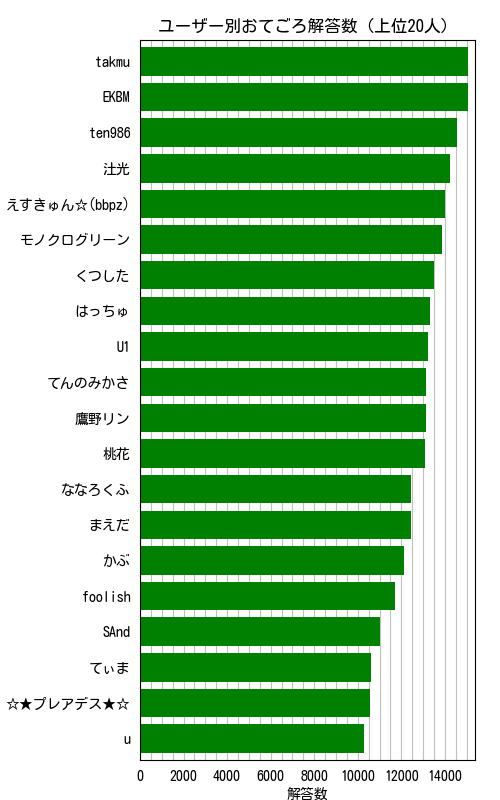 ユーザー別おてごろ解答数 (上位20人)
takmu
EKBM
ten986
辻光
えすきゅん☆(bbpz)
モノクログリーン
くつした
はっちゅ
U1
てんのみかさ
鷹野リン
桃花
ななろくふ
まえだ
かぶ
foolish
SAnd
てぃま
☆★プレアデス★☆
u
0 2000 4000 6000 8000 10000 12000 14000
解答数